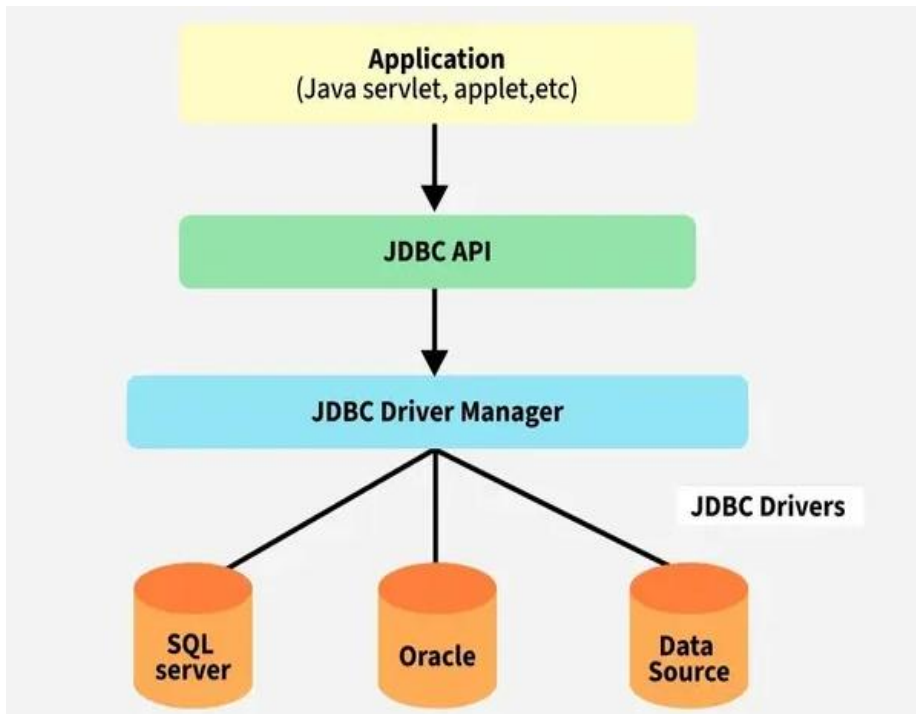 Application
(Java servlet, applet,etc)
JDBC API
JDBC Driver Manager
JDBC Drivers
SQL
server
Oracle
Data
Source